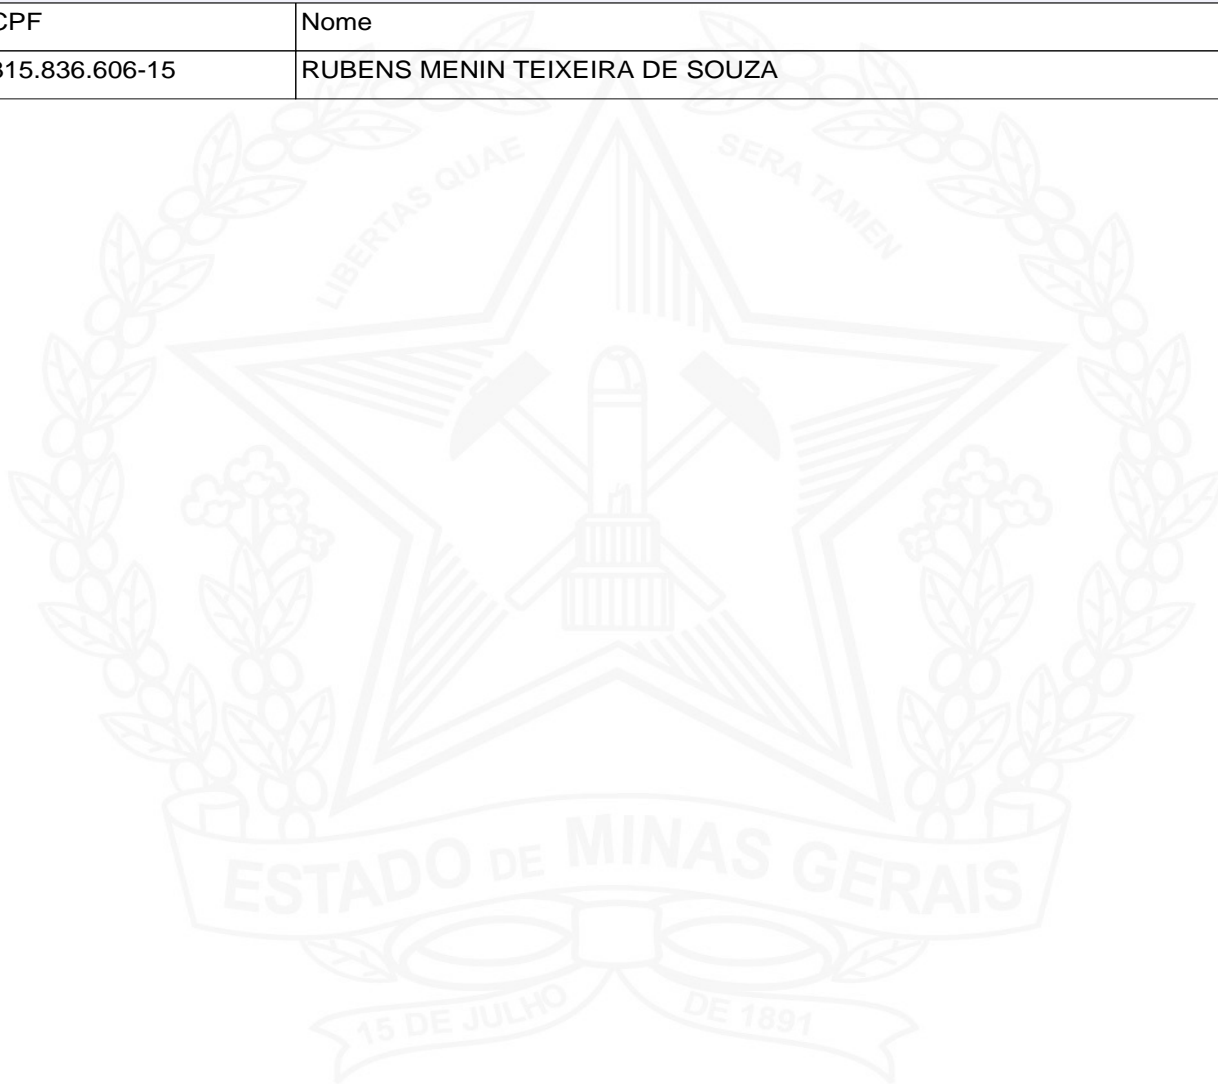 CPF Nome
815.836.606-15 RUBENS MENIN TEIXEIRA DE SOUZA
LIBERTAS QUAE SERA TAMEN
ESTADO DE MINAS GERAIS
15 DE JULHO DE 1891